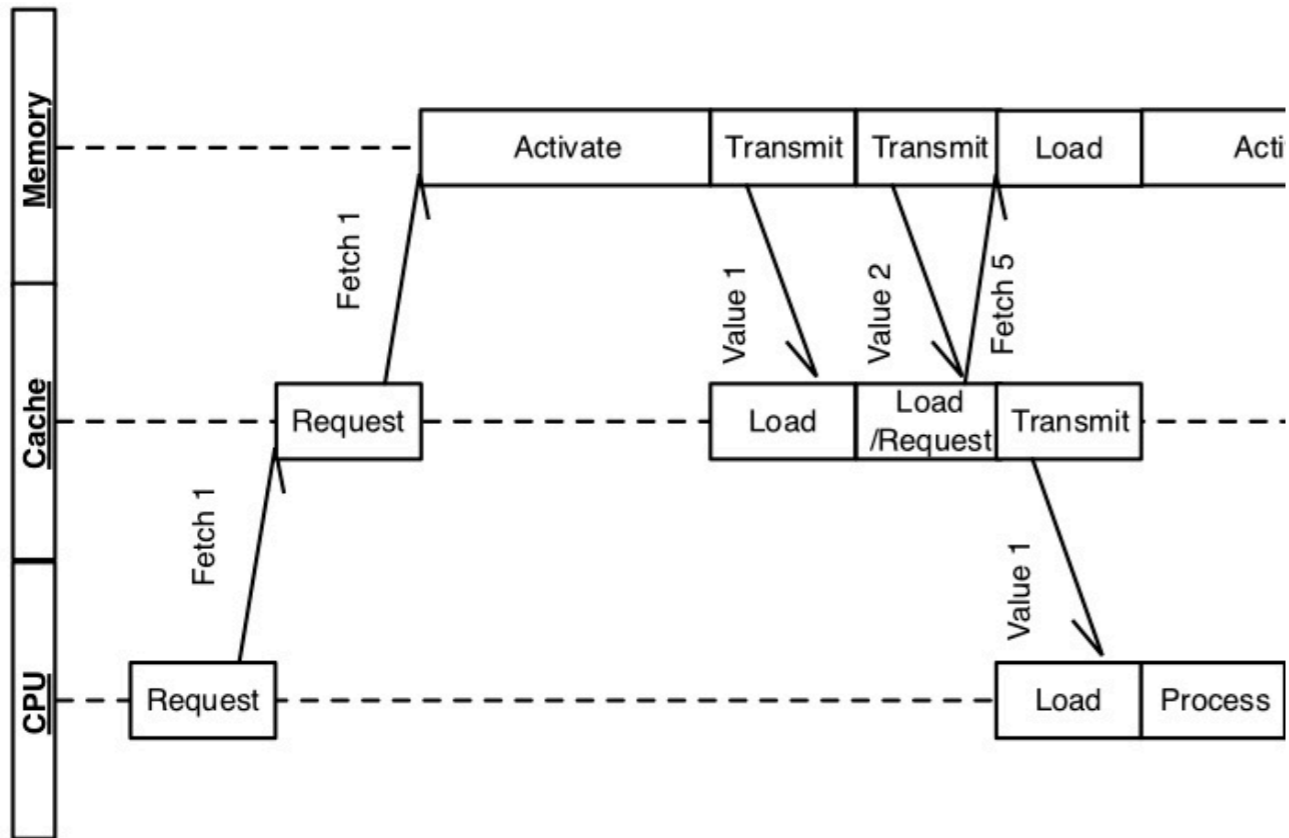 Memory
Activate
Transmit
Transmit
Load
Acti
Fetch 1
Value 1
Value 2
Fetch 5
Cache
Request
Load
Load
/Request
Transmit
Fetch 1
Value 1
CPU
Request
Load
Process